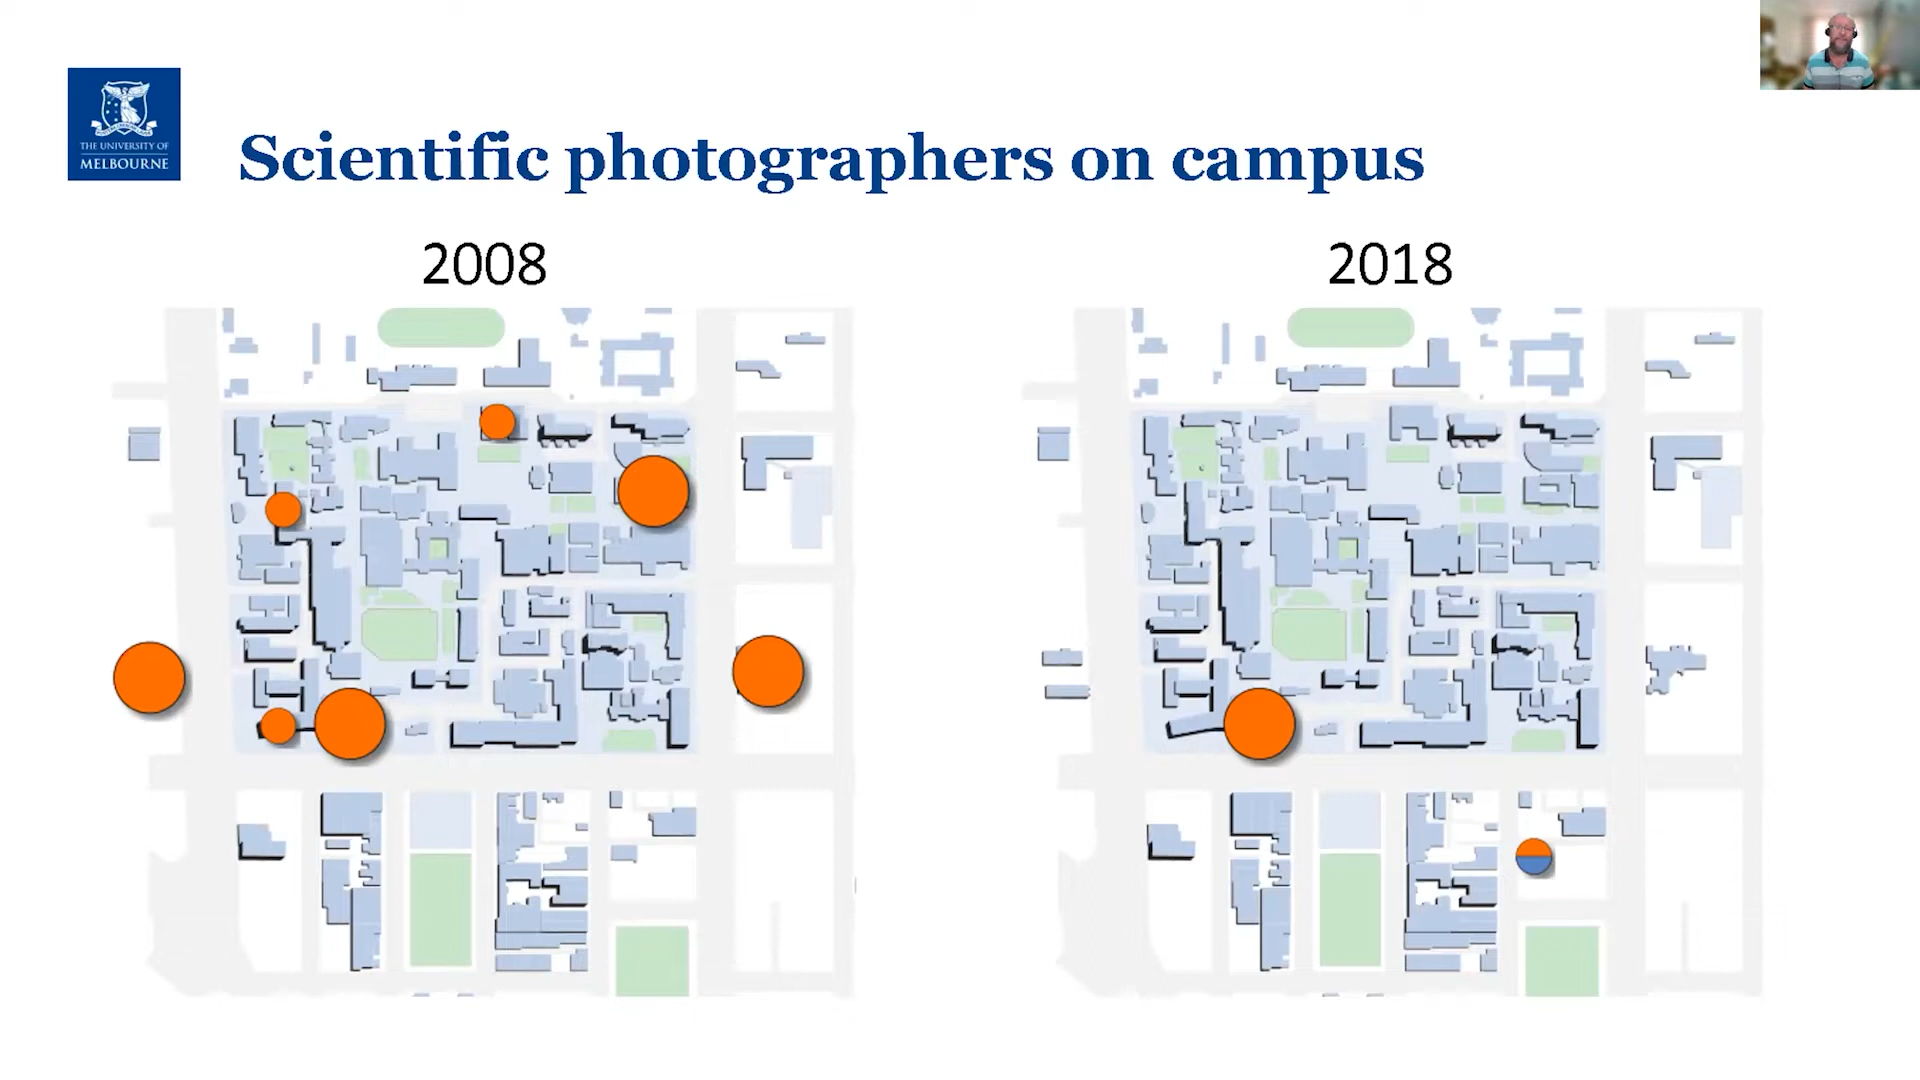 THE UNIVERSITY OF
MELBOURNE
Scientific photographers on campus
2008
2018